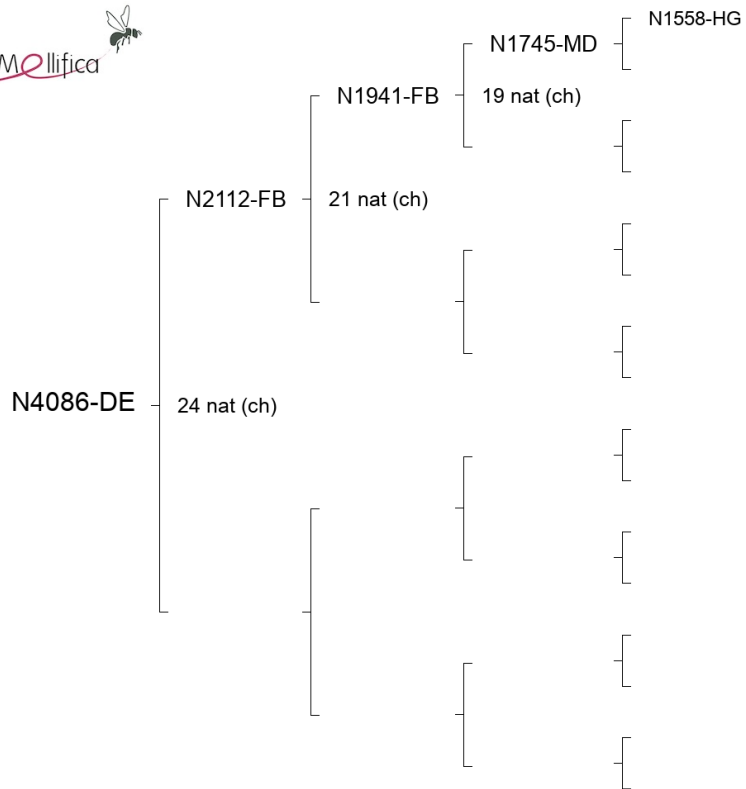 Mellifica
N1558-HG
N1745-MD
N1941-FB
19 nat (ch)
N2112-FB
21 nat (ch)
N4086-DE
24 nat (ch)